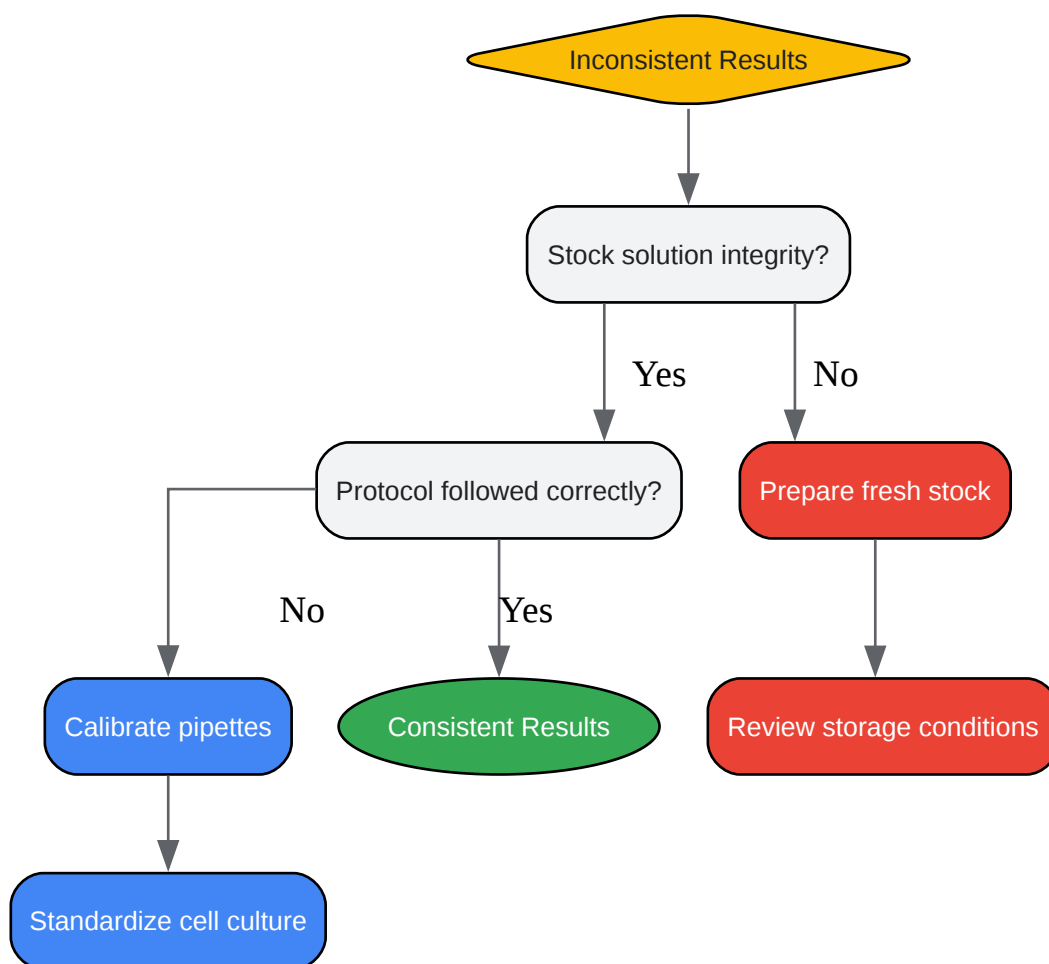 Inconsistent Results
Stock solution integrity?
Yes
No
Protocol followed correctly?
Prepare fresh stock
No
Yes
Calibrate pipettes
Consistent Results
Review storage conditions
Standardize cell culture